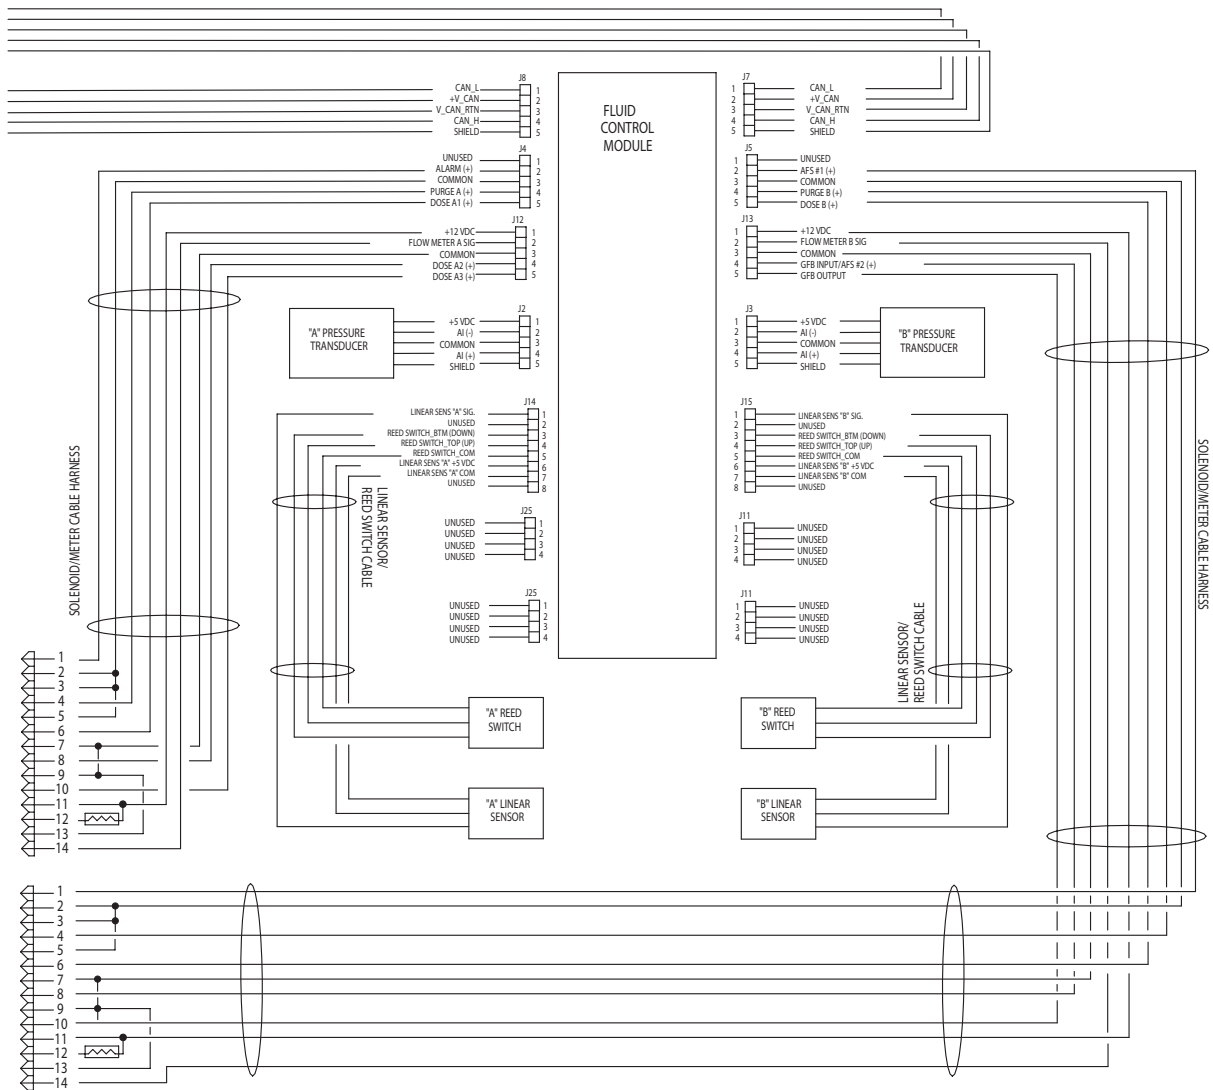 FLUID
CONTROL
MODULE
J8
CAN_L 1
+V_CAN 2
V_CAN_RTN 3
CAN_H 4
SHIELD 5
J4
UNUSED 1
ALARM (+) 2
COMMON 3
PURGE A (+) 4
DOSE A1 (+) 5
J12
+12 VDC 1
FLOW METER A SIG 2
COMMON 3
DOSE A2 (+) 4
DOSE A3 (+) 5
"A" PRESSURE
TRANSDUCER
J2
+5 VDC 1
AI (-) 2
COMMON 3
AI (+) 4
SHIELD 5
J14
LINEAR SENS "A" SIG. 1
UNUSED 2
REED SWITCH_BTM (DOWN) 3
REED SWITCH_TOP (UP) 4
REED SWITCH_COM 5
LINEAR SENS "A" +5 VDC 6
LINEAR SENS "A" COM 7
UNUSED 8
J25
UNUSED 1
UNUSED 2
UNUSED 3
UNUSED 4
J25
UNUSED 1
UNUSED 2
UNUSED 3
UNUSED 4
J7
1 CAN_L
2 +V_CAN
3 V_CAN_RTN
4 CAN_H
5 SHIELD
J5
1 UNUSED
2 AFS #1 (+)
3 COMMON
4 PURGE B (+)
5 DOSE B (+)
J13
1 +12 VDC
2 FLOW METER B SIG
3 COMMON
4 GFB INPUT/AFS #2 (+)
5 GFB OUTPUT
J3
1 +5 VDC
2 AI (-)
3 COMMON
4 AI (+)
5 SHIELD
"B" PRESSURE
TRANSDUCER
J15
1 LINEAR SENS "B" SIG.
2 UNUSED
3 REED SWITCH_BTM (DOWN)
4 REED SWITCH_TOP (UP)
5 REED SWITCH_COM
6 LINEAR SENS "B" +5 VDC
7 LINEAR SENS "B" COM
8 UNUSED
J11
1 UNUSED
2 UNUSED
3 UNUSED
4 UNUSED
J11
1 UNUSED
2 UNUSED
3 UNUSED
4 UNUSED
SOLENOID/METER CABLE HARNESS
LINEAR SENSOR/
REED SWITCH CABLE
LINEAR SENSOR/
REED SWITCH CABLE
SOLENOID/METER CABLE HARNESS
"A" REED
SWITCH
"B" REED
SWITCH
"A" LINEAR
SENSOR
"B" LINEAR
SENSOR
1
2
3
4
5
6
7
8
9
10
11
12
13
14
1
2
3
4
5
6
7
8
9
10
11
12
13
14